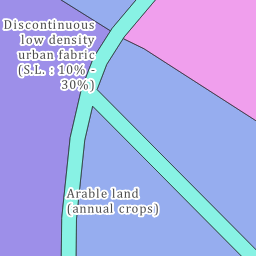 Discontinuous
low density
urban fabric
(S.L. : 10% -
30%)
Arable land
(annual crops)